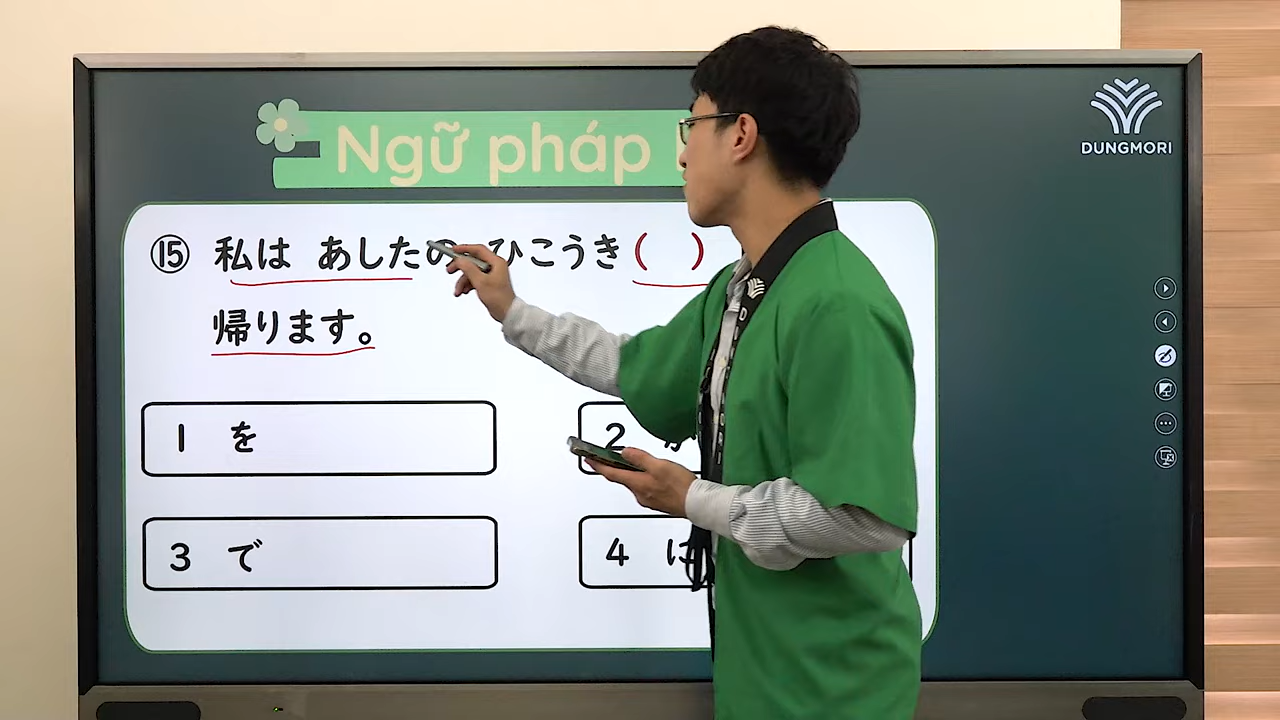 Ngữ pháp
DUNGMORI
⑮ 私は あしたの ひこうき( )
帰ります。
1 を
2
3 で
4 に